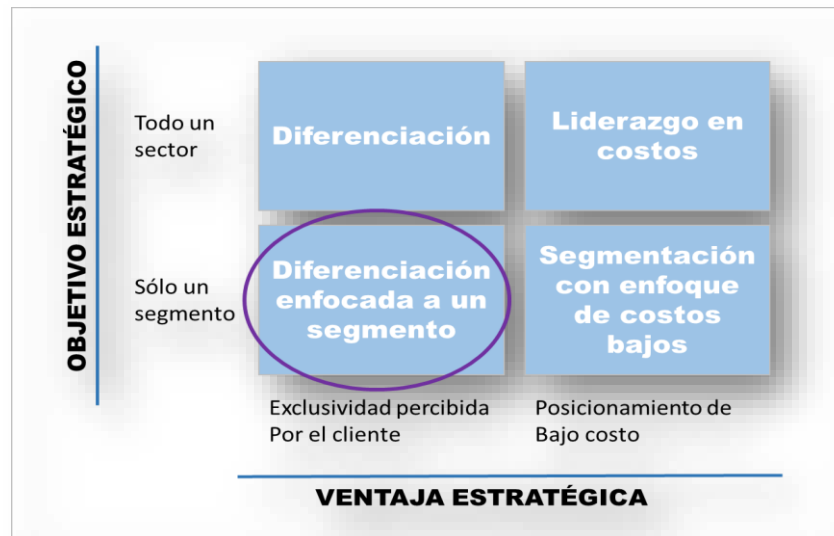 OBJETIVO ESTRATÉGICO
Todo un
sector
Diferenciación
Liderazgo en
costos
Sólo un
segmento
Diferenciación
enfocada a un
segmento
Segmentación
con enfoque
de costos
bajos
Exclusividad percibida
Por el cliente
Posicionamiento de
Bajo costo
VENTAJA ESTRATÉGICA